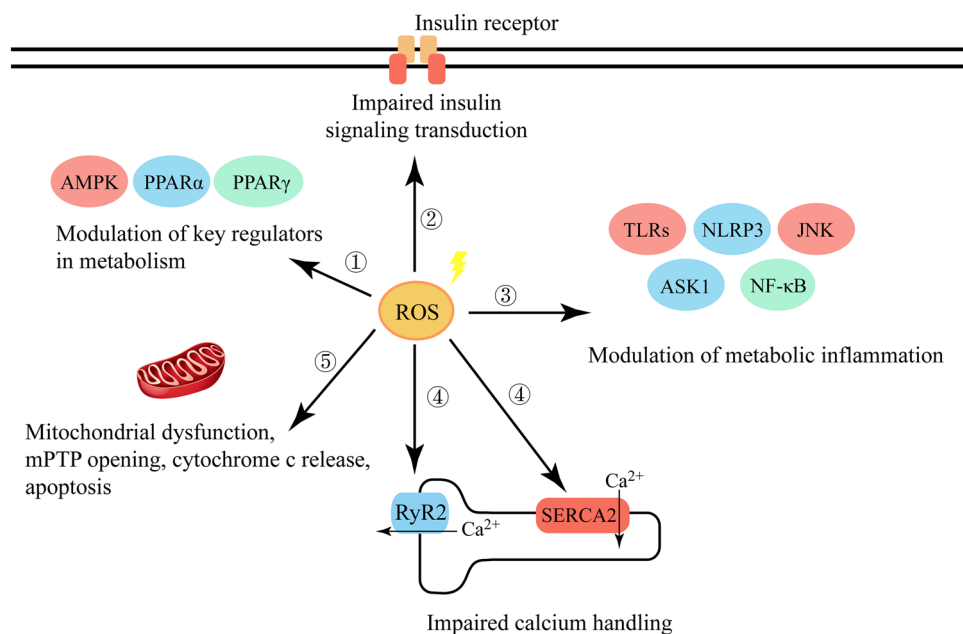 Insulin receptor
Impaired insulin
signaling transduction
AMPK
PPARα
PPARγ
Modulation of key regulators
in metabolism
①
②
ROS
③
TLRs
NLRP3
JNK
ASK1
NF-κB
Modulation of metabolic inflammation
⑤
Mitochondrial dysfunction,
mPTP opening, cytochrome c release,
apoptosis
④
④
RyR2
Ca²⁺
SERCA2
Ca²⁺
Impaired calcium handling